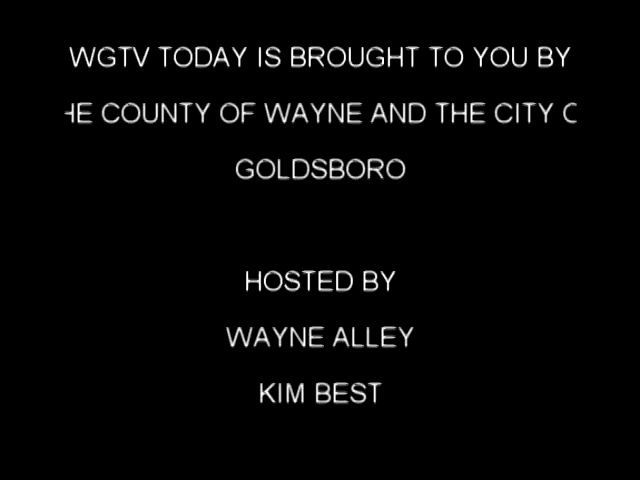 WGTV TODAY IS BROUGHT TO YOU BY
HE COUNTY OF WAYNE AND THE CITY O
GOLDSBORO
HOSTED BY
WAYNE ALLEY
KIM BEST